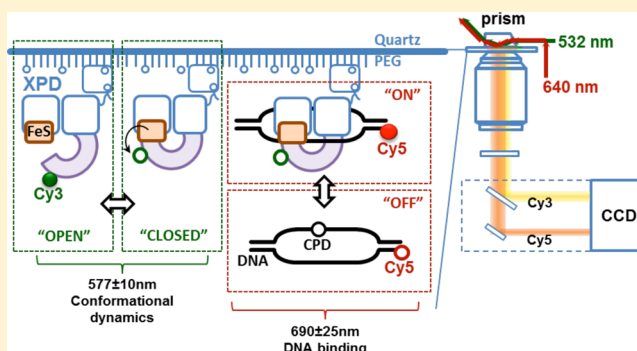 prism
532 nm
640 nm
Quartz
PEG
XPD
FeS
Cy3
"OPEN"
"CLOSED"
"ON"
Cy5
"OFF"
CPD
DNA
Cy5
577±10nm
Conformational
dynamics
690±25nm
DNA binding
Cy3
Cy5
CCD